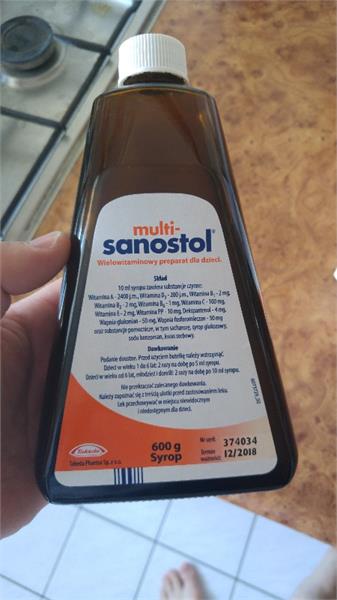 multi-
sanostol®
Wielowitaminowy preparat dla dzieci.
Skład
10 ml syropu zawiera substancje czynne:
Witamina A - 2400 j.m., Witamina D₃ - 200 j.m., Witamina B₁ - 2 mg,
Witamina B₂ - 2 mg, Witamina B₆ - 1 mg, Witamina C - 100 mg,
Witamina E - 2 mg, Witamina PP - 10 mg, Dekspantenol - 4 mg,
Wapnia glukonian - 50 mg, Wapnia fosforomleczan - 50 mg
oraz substancje pomocnicze, w tym sacharozę, syrop glukozowy,
sodu benzoesan, kwas sorbowy.
Dawkowanie
Podanie doustne. Przed użyciem butelkę należy wstrząsnąć.
Dzieci w wieku 1 do 6 lat: 2 razy na dobę po 5 ml syropu.
Dzieci w wieku od 6 lat, młodzież i dorośli: 2 razy na dobę po 10 ml syropu.
Nie przekraczać zalecanego dawkowania.
Należy zapoznać się z treścią ulotki przed zastosowaniem leku.
Lek przechowywać w miejscu niewidocznym
i niedostępnym dla dzieci.
600 g
Syrop
Nr serii: 374034
Termin
ważności: 12/2018
Takeda
Takeda Pharma Sp. z o.o.